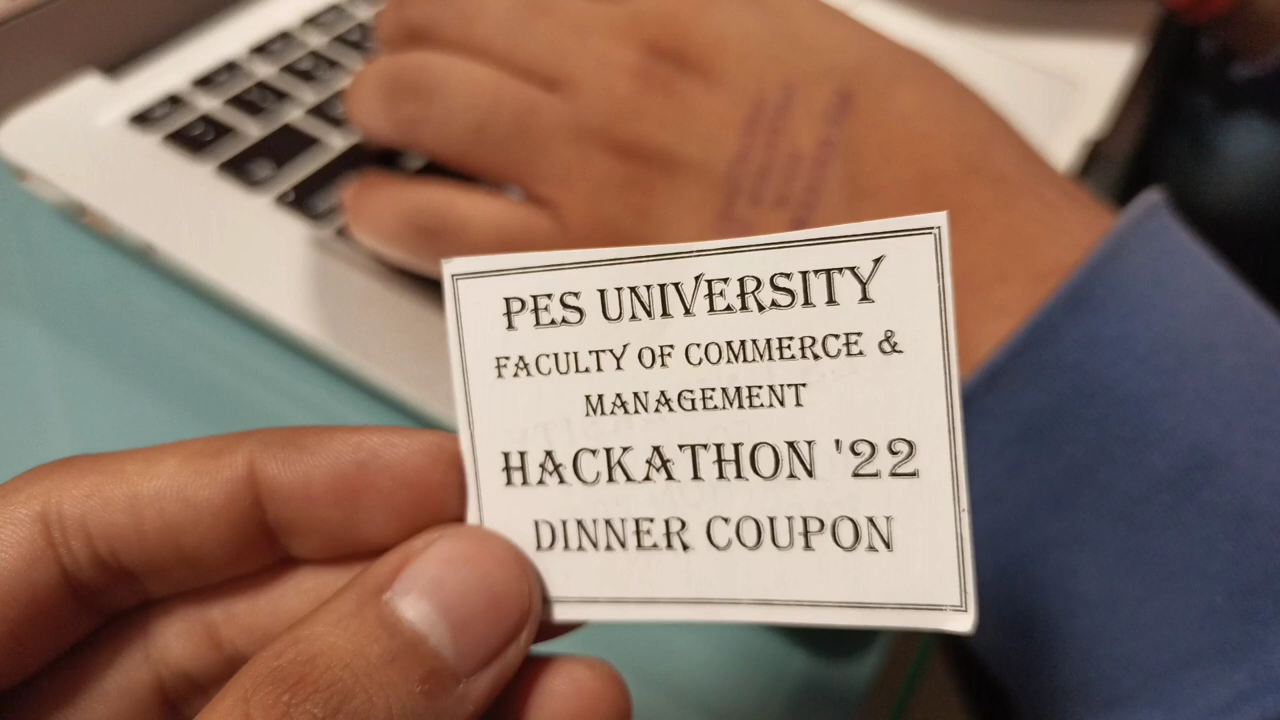 PES UNIVERSITY
FACULTY OF COMMERCE &
MANAGEMENT
HACKATHON '22
DINNER COUPON